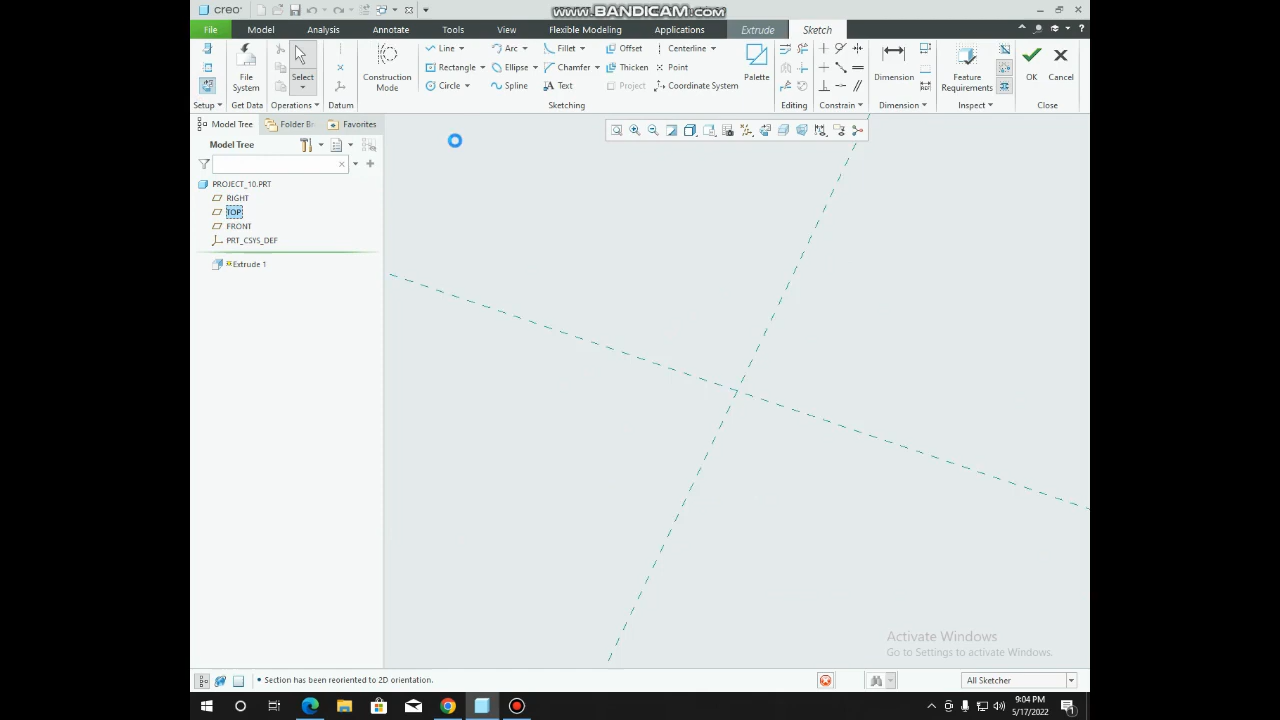 creo
www.BANDICAM.com
File
Model
Analysis
Annotate
Tools
View
Flexible Modeling
Applications
Extrude
Sketch
Line
Arc
Fillet
Offset
Centerline
File System
Select
Construction Mode
Rectangle
Ellipse
Chamfer
Thicken
Point
Palette
Dimension
Feature Requirements
OK
Cancel
Circle
Spline
Text
Project
Coordinate System
Setup
Get Data
Operations
Datum
Sketching
Editing
Constrain
Dimension
Inspect
Close
Model Tree
Folder Br
Favorites
Model Tree
PROJECT_10.PRT
RIGHT
TOP
FRONT
PRT_CSYS_DEF
Extrude 1
Activate Windows
Go to Settings to activate Windows.
Section has been reoriented to 2D orientation.
All Sketcher
9:04 PM
5/17/2022
1